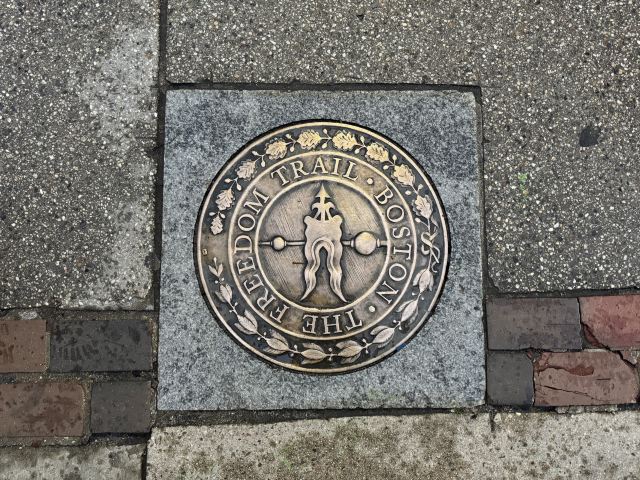 THE FREEDOM TRAIL · BOSTON ·